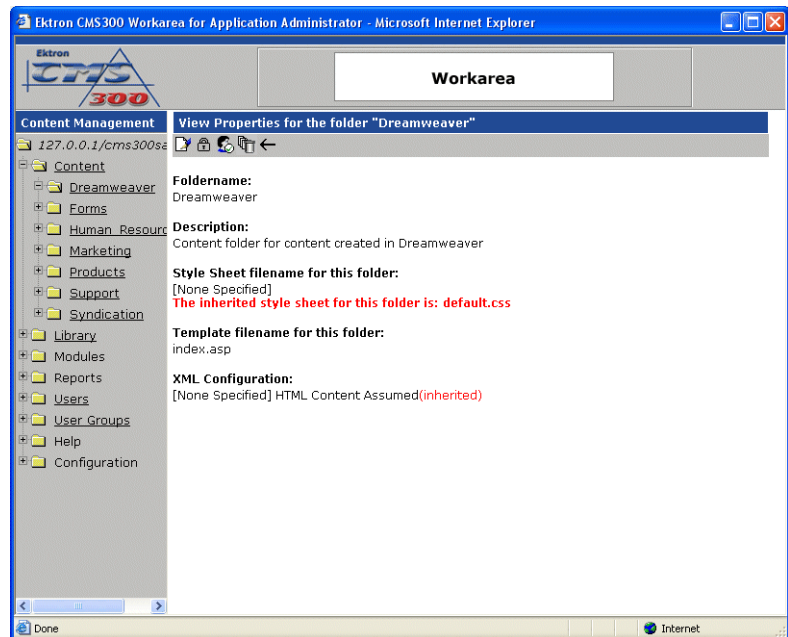 Ektron CMS300 Workarea for Application Administrator - Microsoft Internet Explorer
Ektron
CMS
300
Workarea
Content Management
View Properties for the folder "Dreamweaver"
127.0.0.1/cms300sa
Content
Dreamweaver
Forms
Human Resourc
Marketing
Products
Support
Syndication
Library
Modules
Reports
Users
User Groups
Help
Configuration
Foldername:
Dreamweaver
Description:
Content folder for content created in Dreamweaver
Style Sheet filename for this folder:
[None Specified]
The inherited style sheet for this folder is: default.css
Template filename for this folder:
index.asp
XML Configuration:
[None Specified] HTML Content Assumed(inherited)
Done
Internet